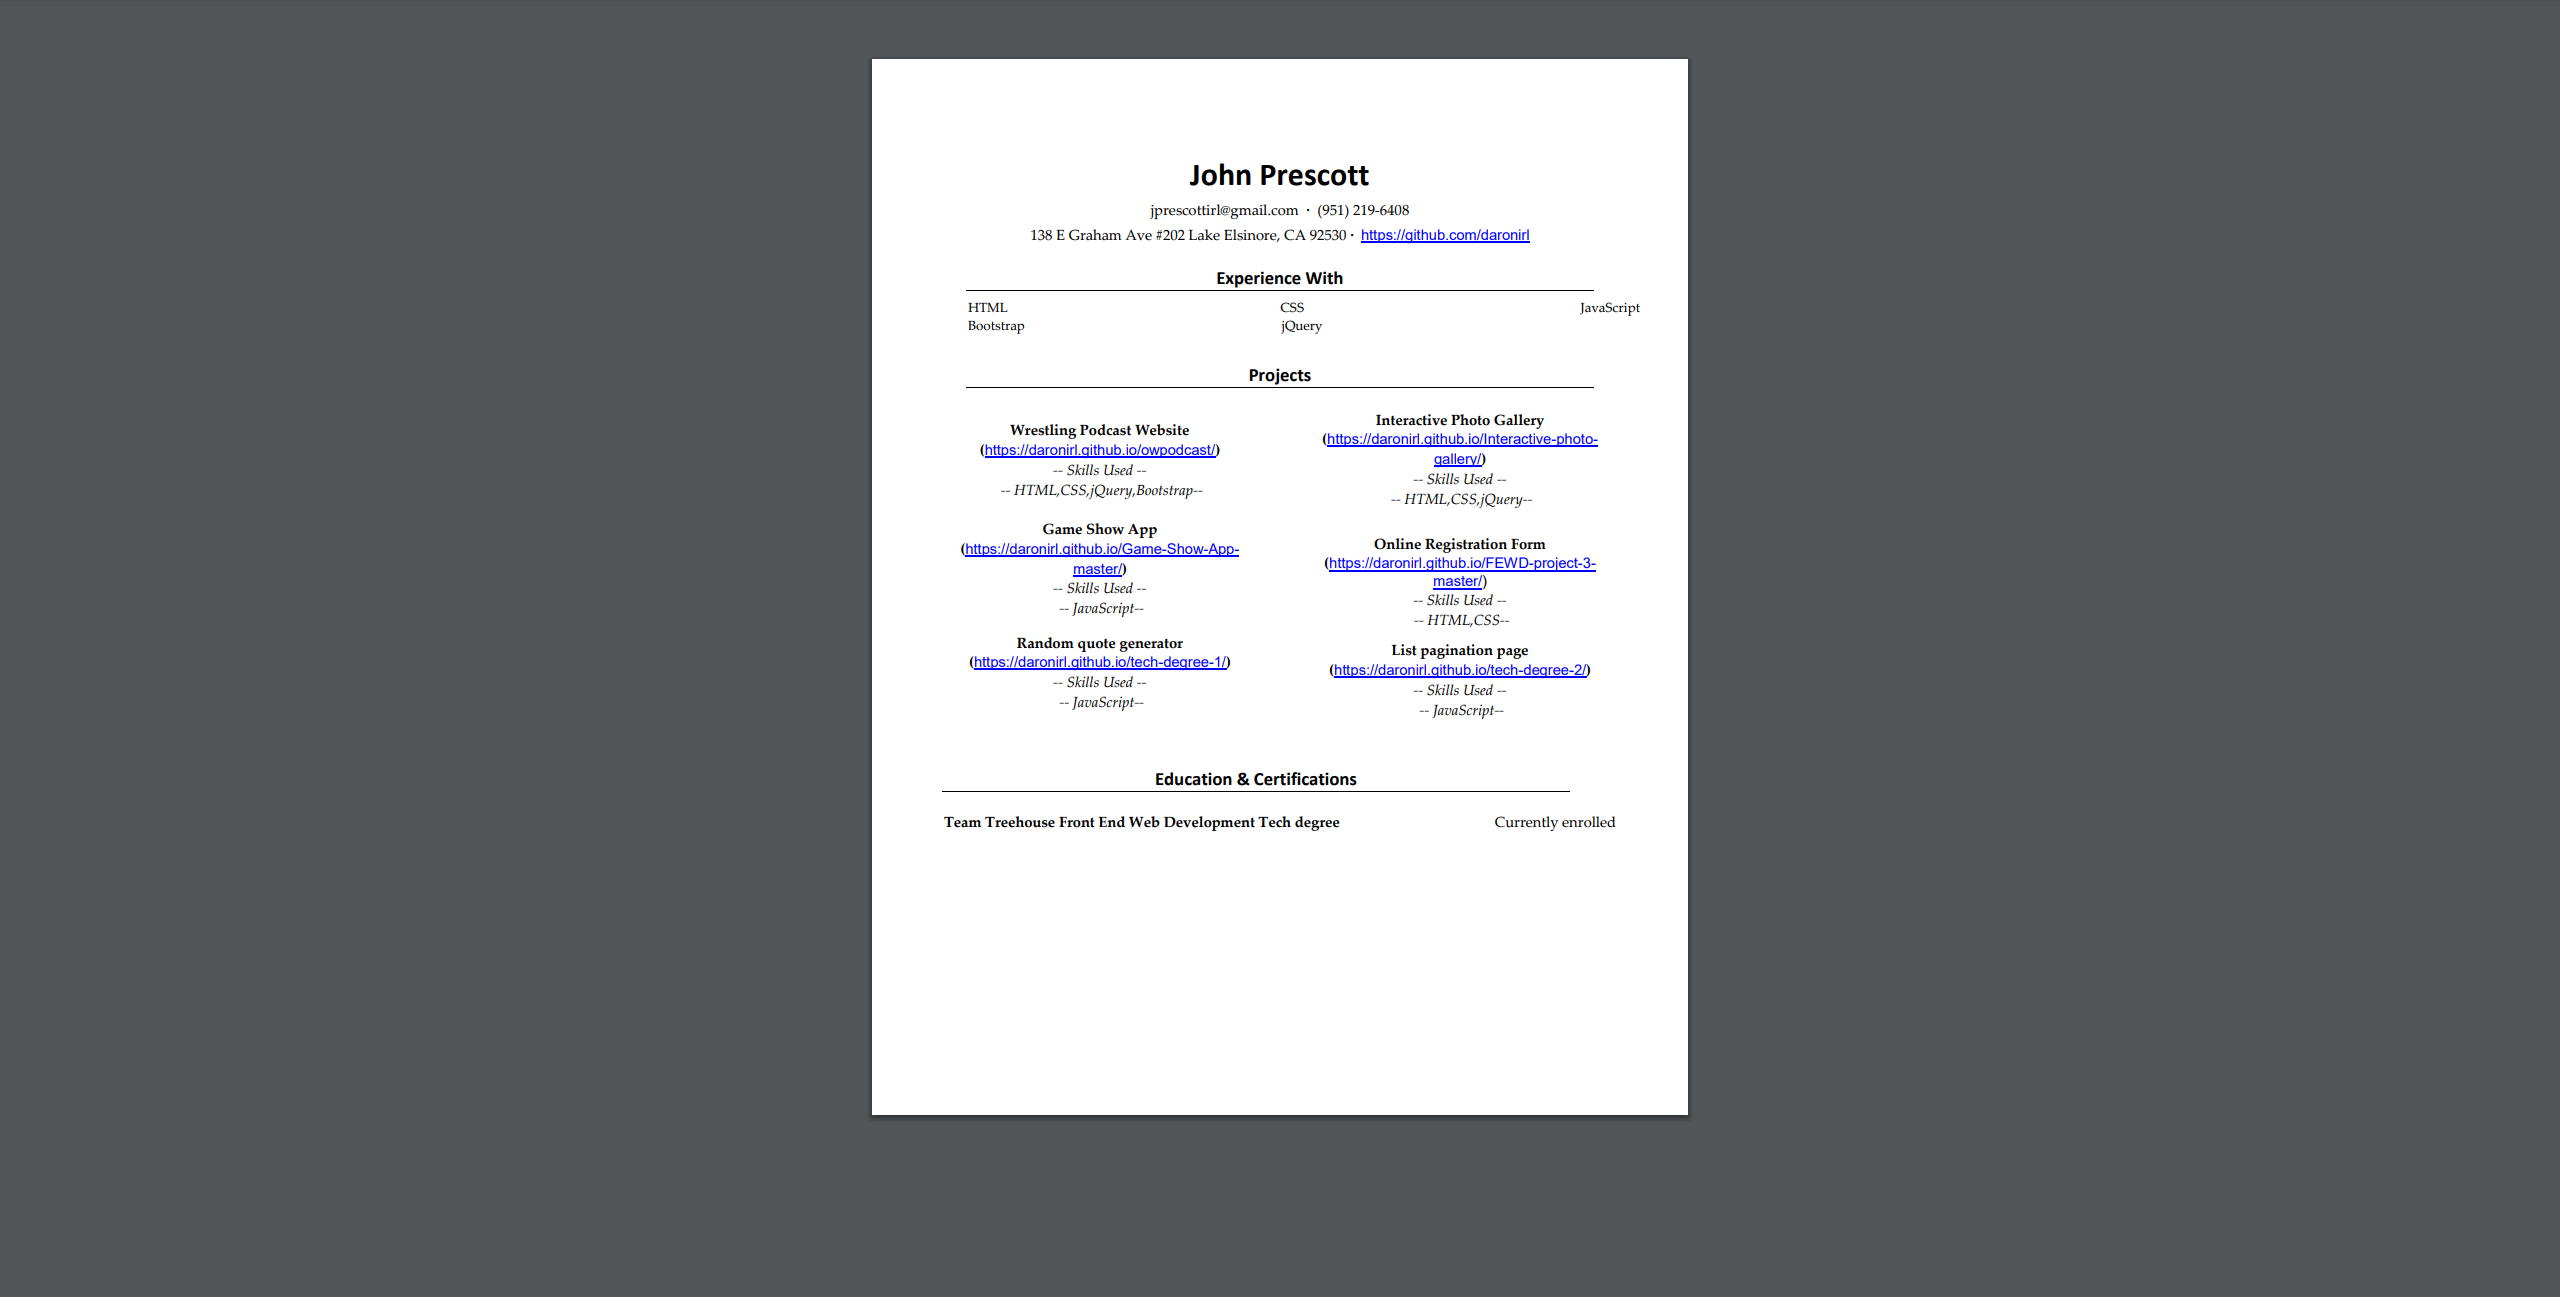 John Prescott
jprescottirl@gmail.com · (951) 219-6408
138 E Graham Ave #202 Lake Elsinore, CA 92530 · https://github.com/daronirl
Experience With
HTML CSS JavaScript
Bootstrap jQuery
Projects
Wrestling Podcast Website
(https://daronirl.github.io/owpodcast/)
-- Skills Used --
-- HTML,CSS,jQuery,Bootstrap--
Game Show App
(https://daronirl.github.io/Game-Show-App-
master/)
-- Skills Used --
-- JavaScript--
Random quote generator
(https://daronirl.github.io/tech-degree-1/)
-- Skills Used --
-- JavaScript--
Interactive Photo Gallery
(https://daronirl.github.io/Interactive-photo-
gallery/)
-- Skills Used --
-- HTML,CSS,jQuery--
Online Registration Form
(https://daronirl.github.io/FEWD-project-3-
master/)
-- Skills Used --
-- HTML,CSS--
List pagination page
(https://daronirl.github.io/tech-degree-2/)
-- Skills Used --
-- JavaScript--
Education & Certifications
Team Treehouse Front End Web Development Tech degree Currently enrolled